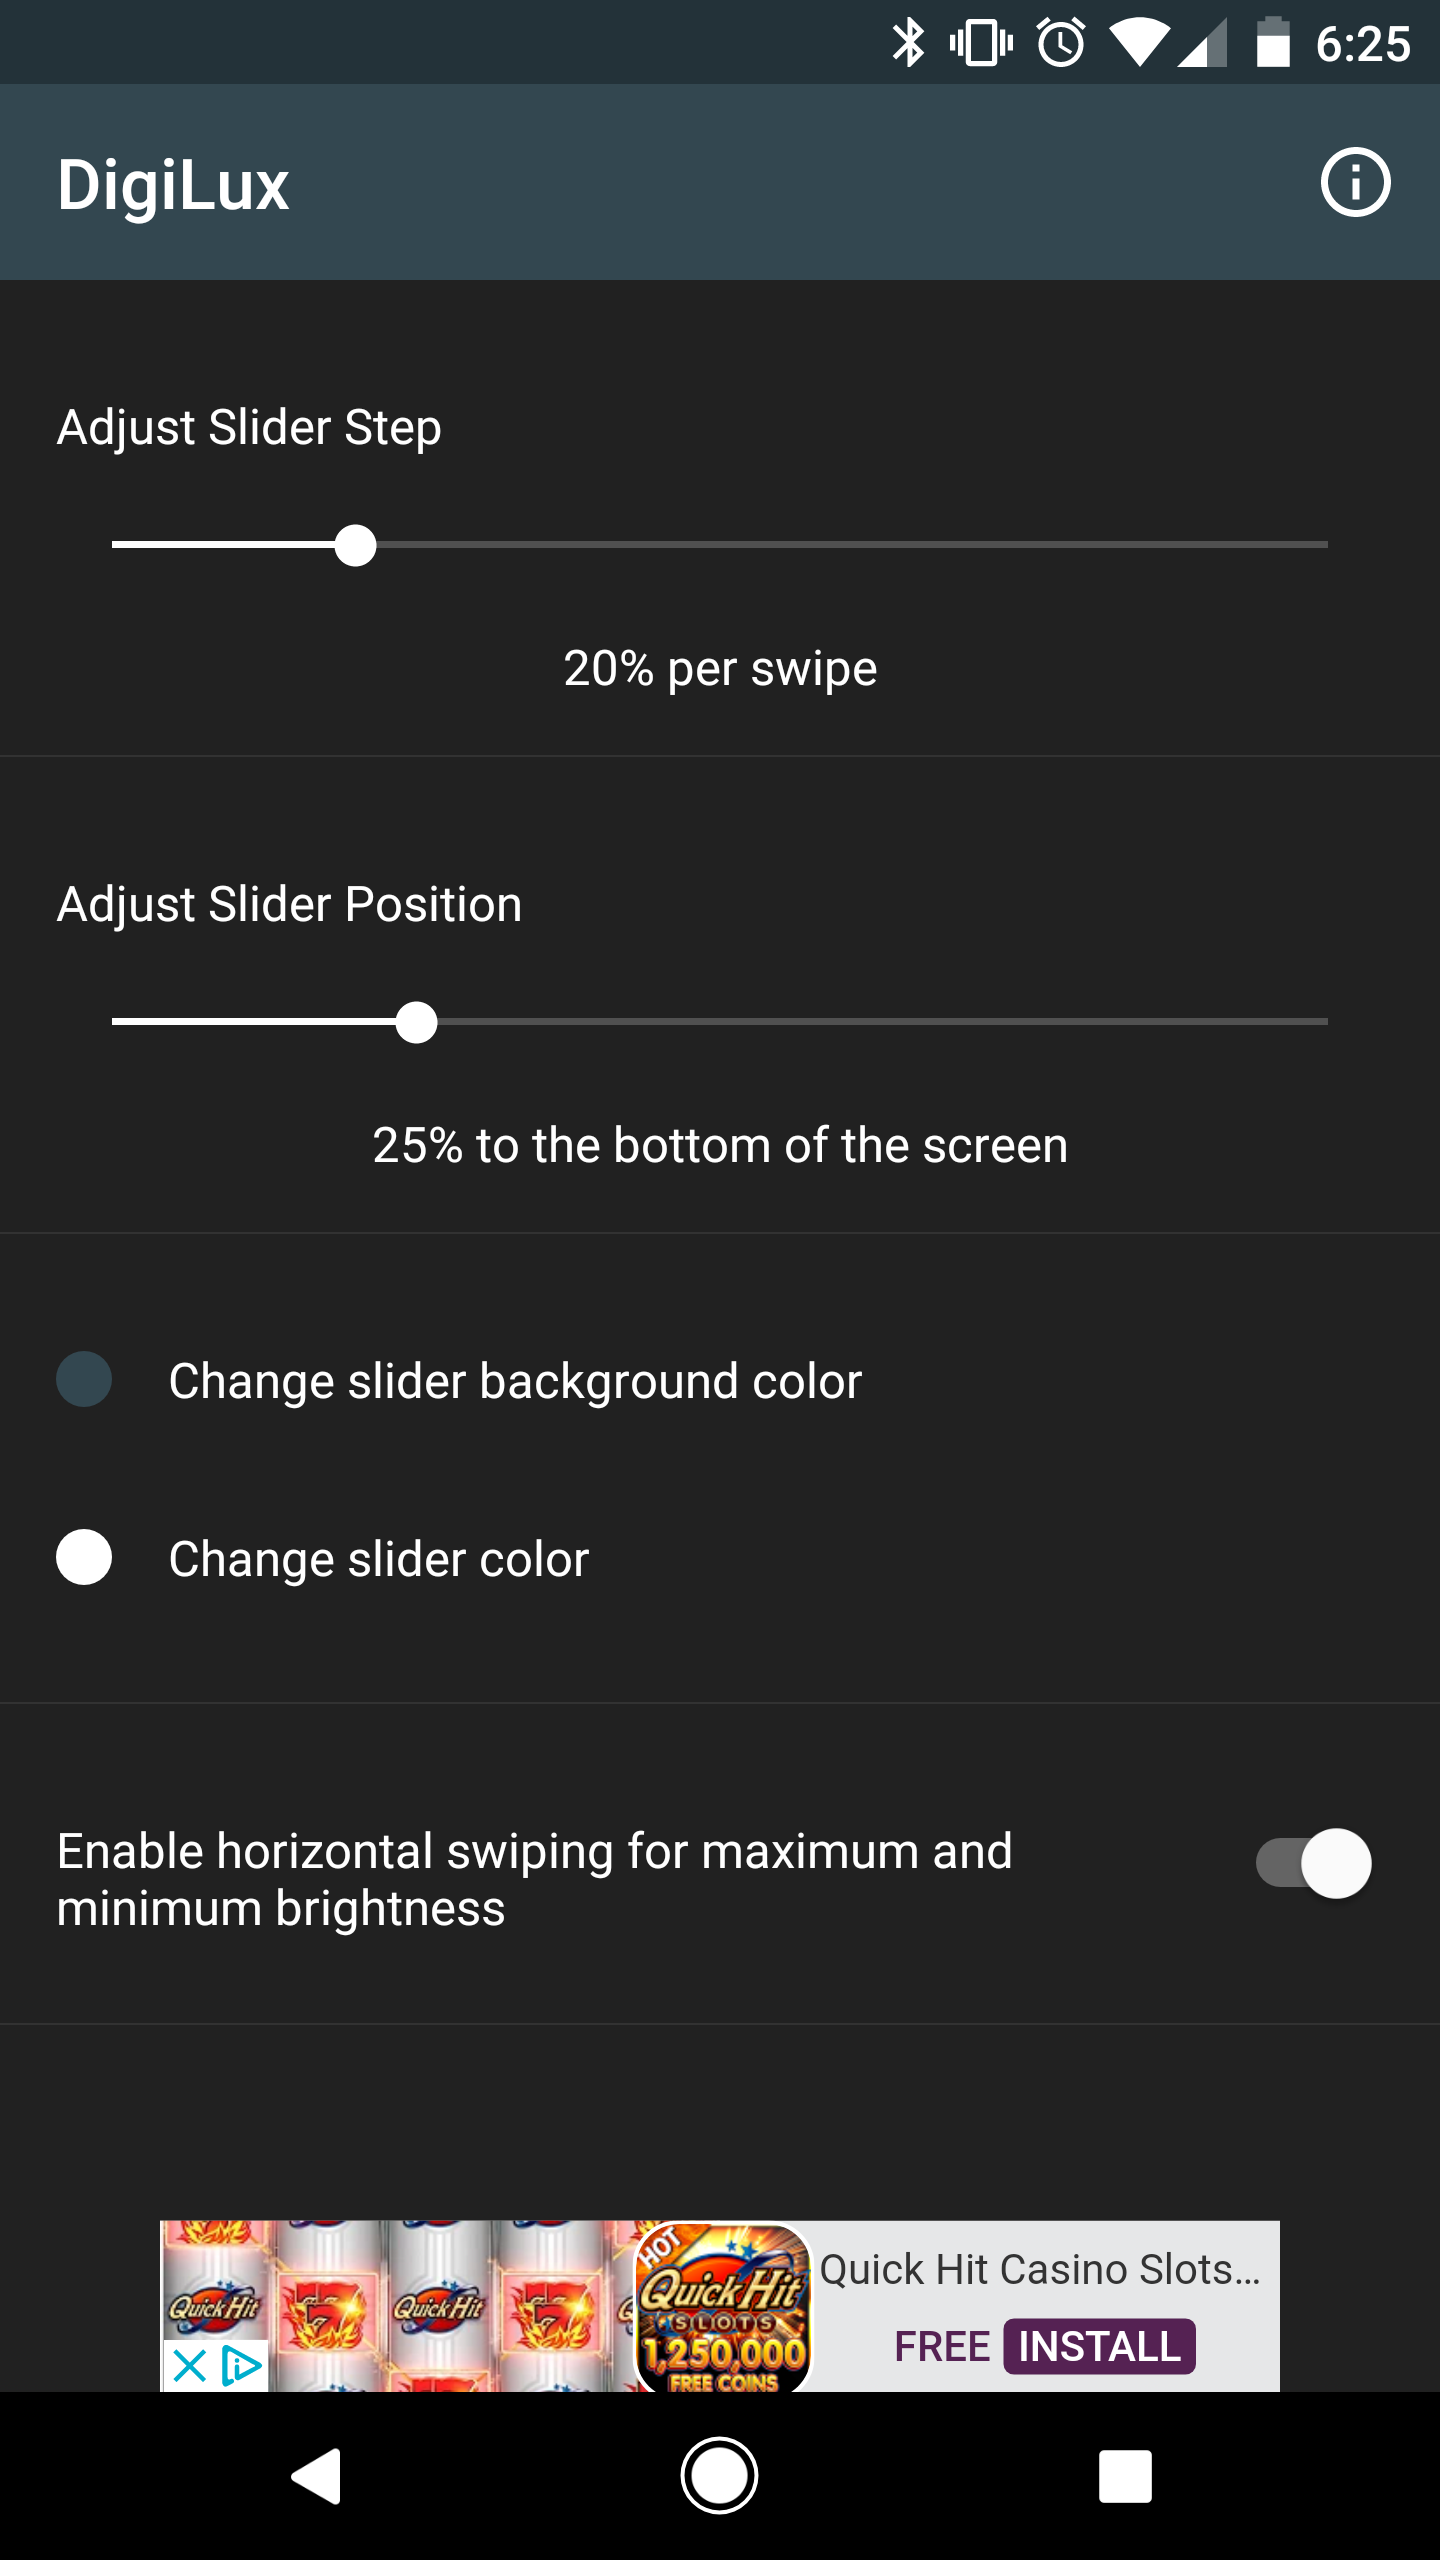 6:25
DigiLux
Adjust Slider Step
20% per swipe
Adjust Slider Position
25% to the bottom of the screen
Change slider background color
Change slider color
Enable horizontal swiping for maximum and
minimum brightness
Quick Hit
Quick Hit
HOT
Quick Hit
SLOTS
1,250,000
FREE COINS
Quick Hit Casino Slots...
FREE INSTALL